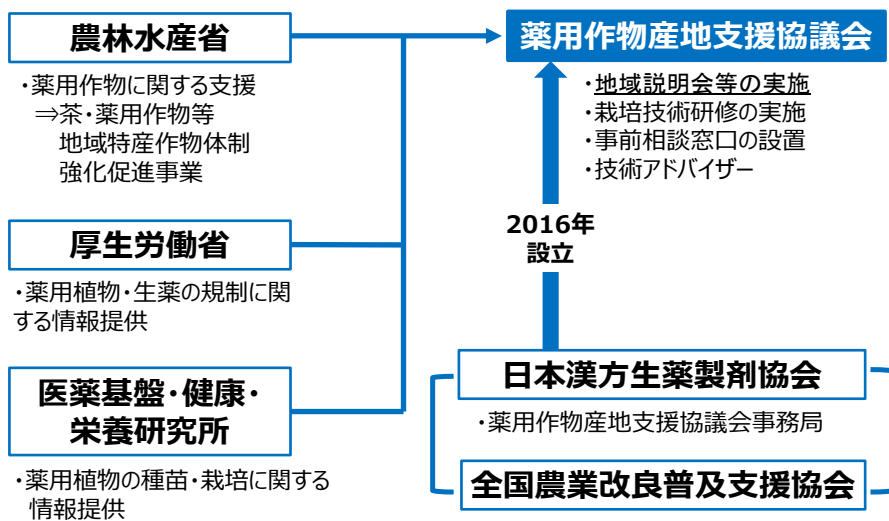 農林水産省
・薬用作物に関する支援
⇒茶・薬用作物等
地域特産作物体制
強化促進事業
厚生労働省
・薬用植物・生薬の規制に関
する情報提供
医薬基盤・健康・
栄養研究所
・薬用植物の種苗・栽培に関する
情報提供
薬用作物産地支援協議会
・地域説明会等の実施
・栽培技術研修の実施
・事前相談窓口の設置
・技術アドバイザー
2016年
設立
日本漢方生薬製剤協会
・薬用作物産地支援協議会事務局
全国農業改良普及支援協会